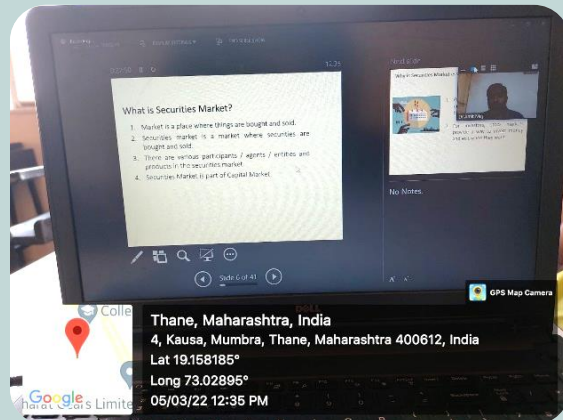 What is Securities Market?
1. Market is a place where things are bought and sold.
2. Securities market is a market where securities are
bought and sold.
3. There are various participants / agents / entities and
products in the securities market
4. Securities Market is part of Capital Market
No Notes.
Slide 6 of 41
DELL
GPS Map Camera
Colle
Thane, Maharashtra, India
4, Kausa, Mumbra, Thane, Maharashtra 400612, India
Lat 19.158185°
Long 73.02895°
05/03/22 12:35 PM
Google